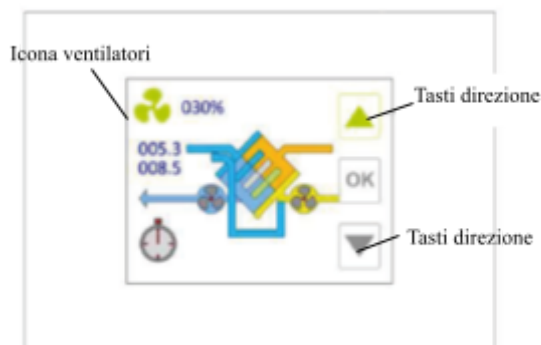 Icona ventilatori
030%
Tasti direzione
005.3
008.5
OK
Tasti direzione